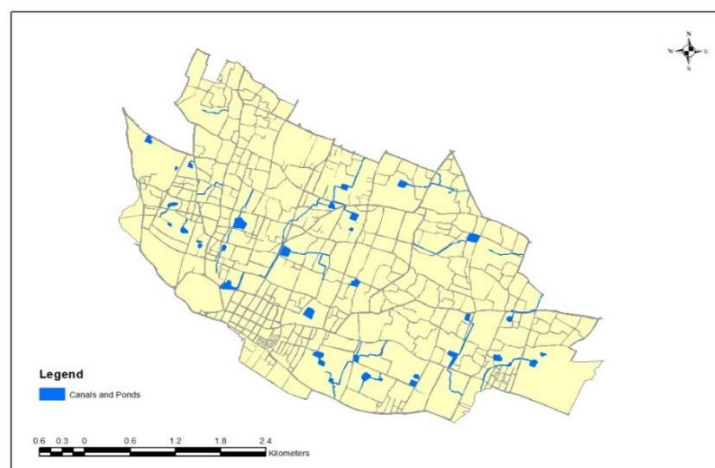 N
W E
S
Legend
Canals and Ponds
0.6 0.3 0 0.6 1.2 1.8 2.4
Kilometers